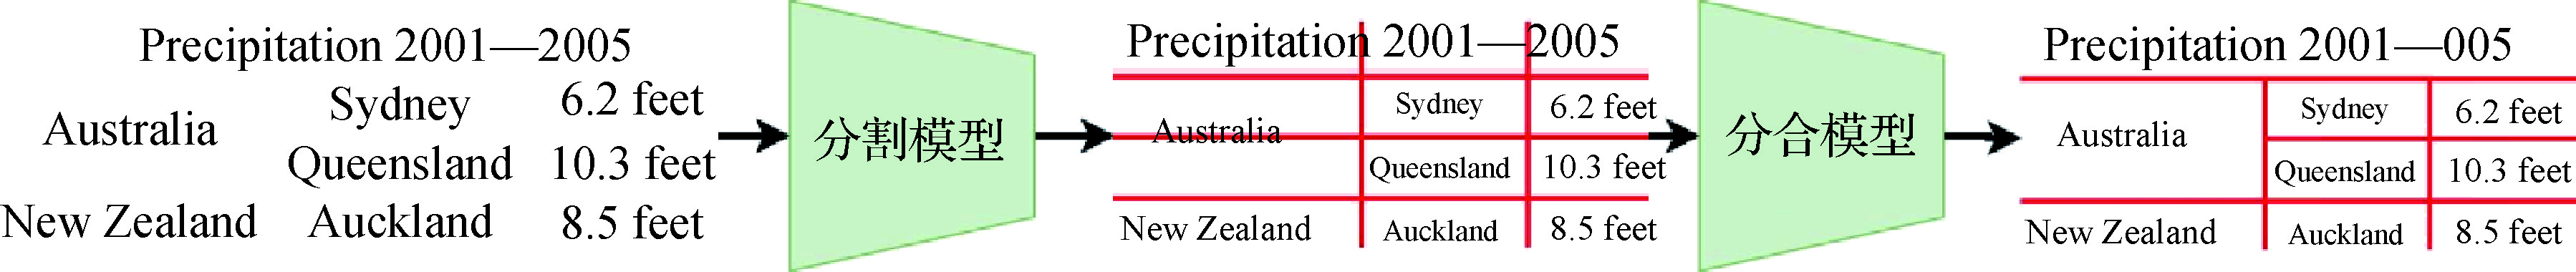 Precipitation 2001—2005
Australia
Sydney 6.2 feet
Queensland 10.3 feet
New Zealand Auckland 8.5 feet
分割模型
Precipitation 2001—2005
Australia
Sydney 6.2 feet
Queensland 10.3 feet
New Zealand Auckland 8.5 feet
分合模型
Precipitation 2001—005
Australia
Sydney 6.2 feet
Queensland 10.3 feet
New Zealand Auckland 8.5 feet